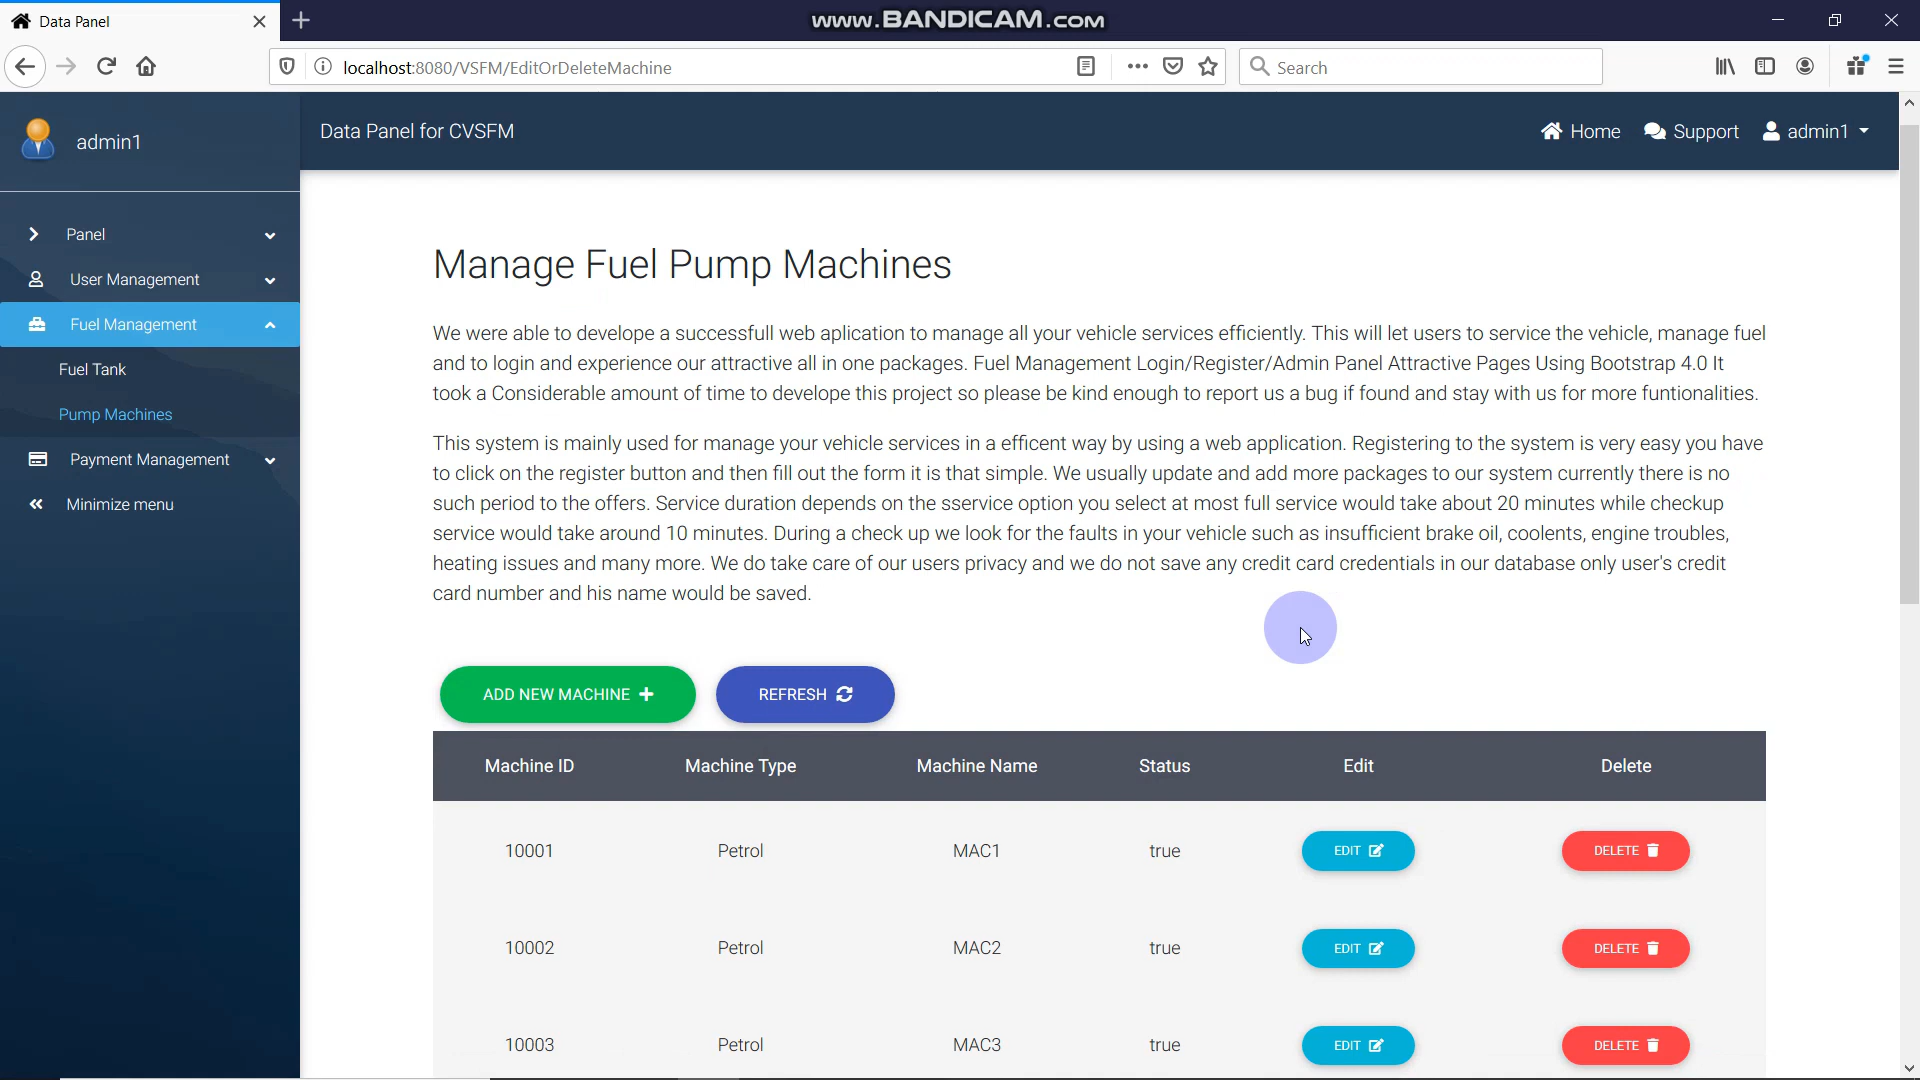 Data Panel
www.BANDICAM.com
localhost:8080/VSFM/EditOrDeleteMachine
Search
admin1
Data Panel for CVSFM
Home
Support
admin1
Panel
User Management
Fuel Management
Fuel Tank
Pump Machines
Payment Management
Minimize menu
Manage Fuel Pump Machines
We were able to develope a successfull web aplication to manage all your vehicle services efficiently. This will let users to service the vehicle, manage fuel
and to login and experience our attractive all in one packages. Fuel Management Login/Register/Admin Panel Attractive Pages Using Bootstrap 4.0 It
took a Considerable amount of time to develope this project so please be kind enough to report us a bug if found and stay with us for more funtionalities.
This system is mainly used for manage your vehicle services in a efficent way by using a web application. Registering to the system is very easy you have
to click on the register button and then fill out the form it is that simple. We usually update and add more packages to our system currently there is no
such period to the offers. Service duration depends on the sservice option you select at most full service would take about 20 minutes while checkup
service would take around 10 minutes. During a check up we look for the faults in your vehicle such as insufficient brake oil, coolents, engine troubles,
heating issues and many more. We do take care of our users privacy and we do not save any credit card credentials in our database only user's credit
card number and his name would be saved.
ADD NEW MACHINE
REFRESH
Machine ID Machine Type Machine Name Status Edit Delete
10001 Petrol MAC1 true EDIT DELETE
10002 Petrol MAC2 true EDIT DELETE
10003 Petrol MAC3 true EDIT DELETE